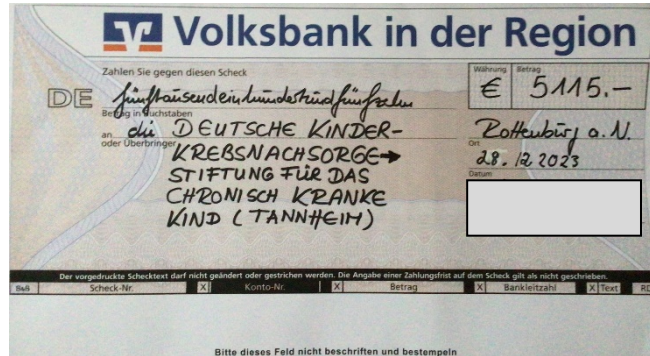 Volksbank in der Region
Zahlen Sie gegen diesen Scheck
Währung Betrag
DE fünftausendeinhundertundfünfzehn € 5115.–
Betrag in Buchstaben
an die DEUTSCHE KINDER- Rottenburg a. N.
oder Überbringer KREBSNACHSORGE→ Ort
28. 12 2023
STIFTUNG FÜR DAS Datum
CHRONISCH KRANKE
KIND (TANNHEIM)
Der vorgedruckte Schecktext darf nicht geändert oder gestrichen werden. Die Angabe einer Zahlungsfrist auf dem Scheck gilt als nicht geschrieben.
Scheck-Nr. X Konto-Nr. X Betrag X Bankleitzahl X Text
Bitte dieses Feld nicht beschriften und bestempeln